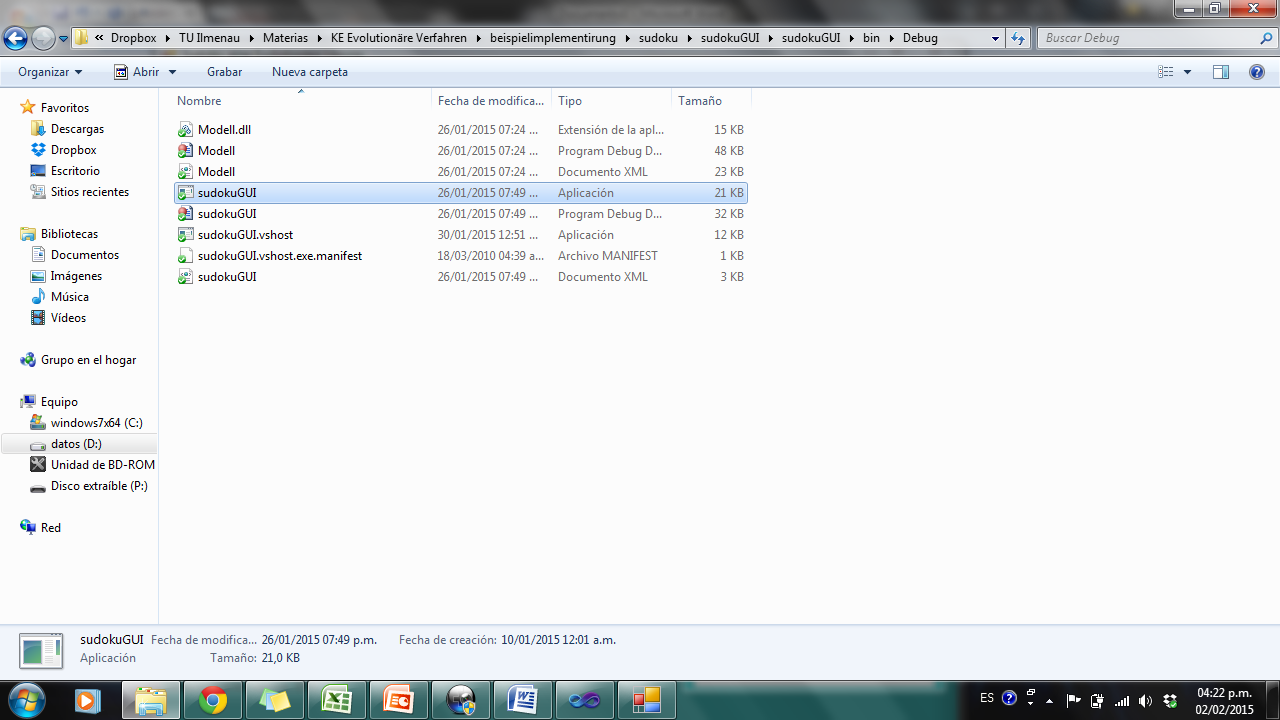 « Dropbox TU Ilmenau Materias KE Evolutionäre Verfahren beispielimplementirung sudoku sudokuGUI sudokuGUI bin Debug Buscar Debug
Organizar Abrir Grabar Nueva carpeta
Nombre Fecha de modifica... Tipo Tamaño
Modell.dll 26/01/2015 07:24 ... Extensión de la apl... 15 KB
Modell 26/01/2015 07:24 ... Program Debug D... 48 KB
Modell 26/01/2015 07:24 ... Documento XML 23 KB
sudokuGUI 26/01/2015 07:49 ... Aplicación 21 KB
sudokuGUI 26/01/2015 07:49 ... Program Debug D... 32 KB
sudokuGUI.vshost 30/01/2015 12:51 ... Aplicación 12 KB
sudokuGUI.vshost.exe.manifest 18/03/2010 04:39 a... Archivo MANIFEST 1 KB
sudokuGUI 26/01/2015 07:49 ... Documento XML 3 KB
Favoritos
Descargas
Dropbox
Escritorio
Sitios recientes
Bibliotecas
Documentos
Imágenes
Música
Vídeos
Grupo en el hogar
Equipo
windows7x64 (C:)
datos (D:)
Unidad de BD-ROM
Disco extraíble (P:)
Red
sudokuGUI Fecha de modifica... 26/01/2015 07:49 p.m. Fecha de creación: 10/01/2015 12:01 a.m.
Aplicación Tamaño: 21,0 KB
ES 04:22 p.m.
02/02/2015